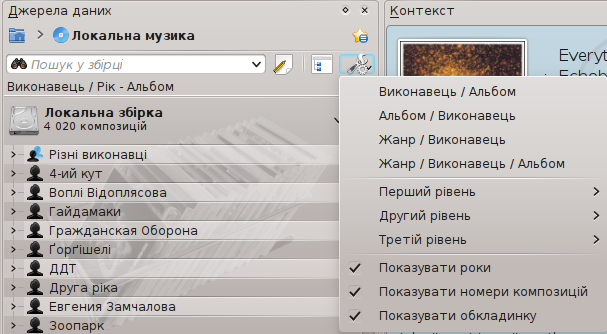 Джерела даних
Локальна музика
Пошук у збірці
Виконавець / Рік - Альбом
Локальна збірка
4 020 композицій
Різні виконавці
4-ий кут
Воплі Відоплясова
Гайдамаки
Гражданская Оборона
Ґорґішелі
ДДТ
Друга ріка
Евгения Замчалова
Зоопарк
Контекст
Everyt
Echob
Виконавець / Альбом
Альбом / Виконавець
Жанр / Виконавець
Жанр / Виконавець / Альбом
Перший рівень
Другий рівень
Третій рівень
Показувати роки
Показувати номери композицій
Показувати обкладинку